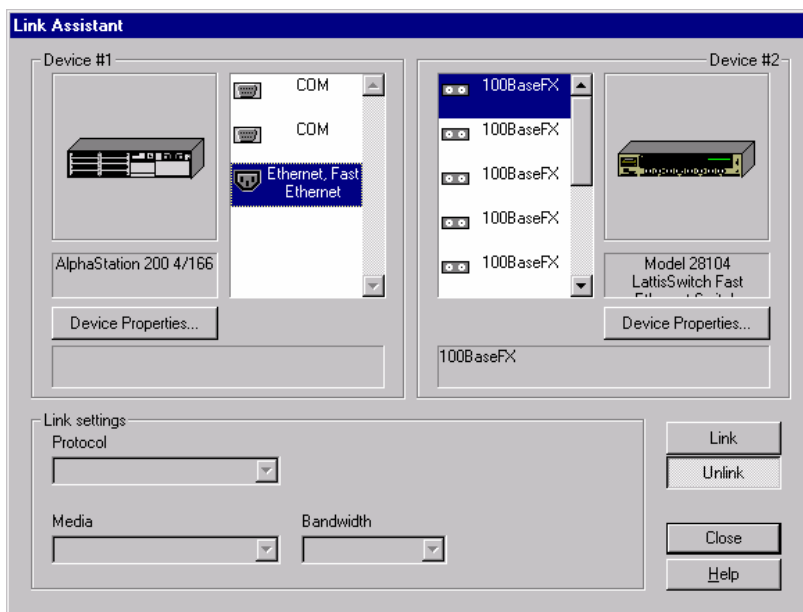 Link Assistant
Device #1
COM
COM
Ethernet, Fast
Ethernet
AlphaStation 200 4/166
Device Properties...
Device #2
100BaseFX
100BaseFX
100BaseFX
100BaseFX
100BaseFX
Model 28104
LattisSwitch Fast
Device Properties...
100BaseFX
Link settings
Protocol
Media
Bandwidth
Link
Unlink
Close
Help